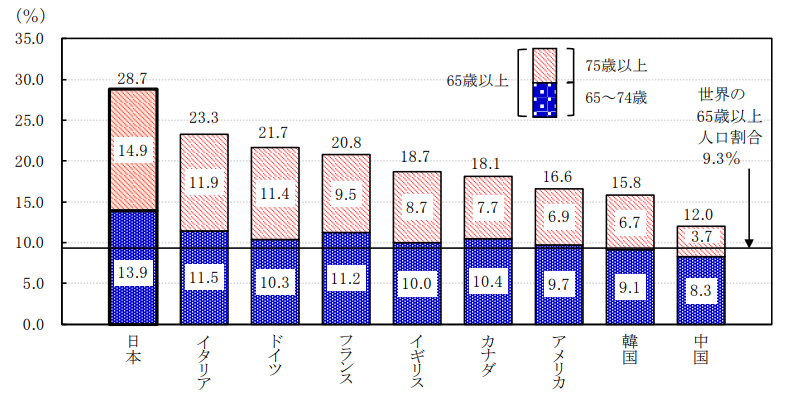 (%)
35.0
30.0
25.0
20.0
15.0
10.0
5.0
0.0
65歳以上
75歳以上
65～74歳
世界の
65歳以上
人口割合
9.3%
28.7
14.9
13.9
23.3
11.9
11.5
21.7
11.4
10.3
20.8
9.5
11.2
18.7
8.7
10.0
18.1
7.7
10.4
16.6
6.9
9.7
15.8
6.7
9.1
12.0
3.7
8.3
日本
イタリア
ドイツ
フランス
イギリス
カナダ
アメリカ
韓国
中国